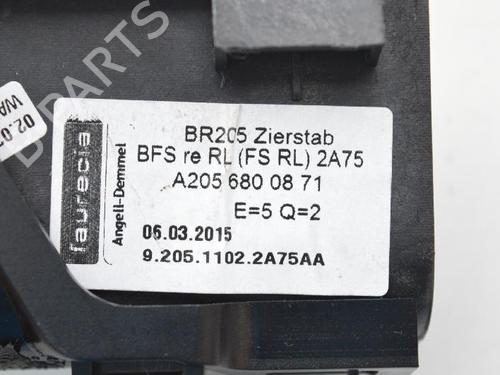 BR205 Zierstab
BFS re RL (FS RL) 2A75
A205 680 08 71
E=5 Q=2
06.03.2015
9.205.1102.2A75AA
faurecia
Angell-Demmel
B PARTS